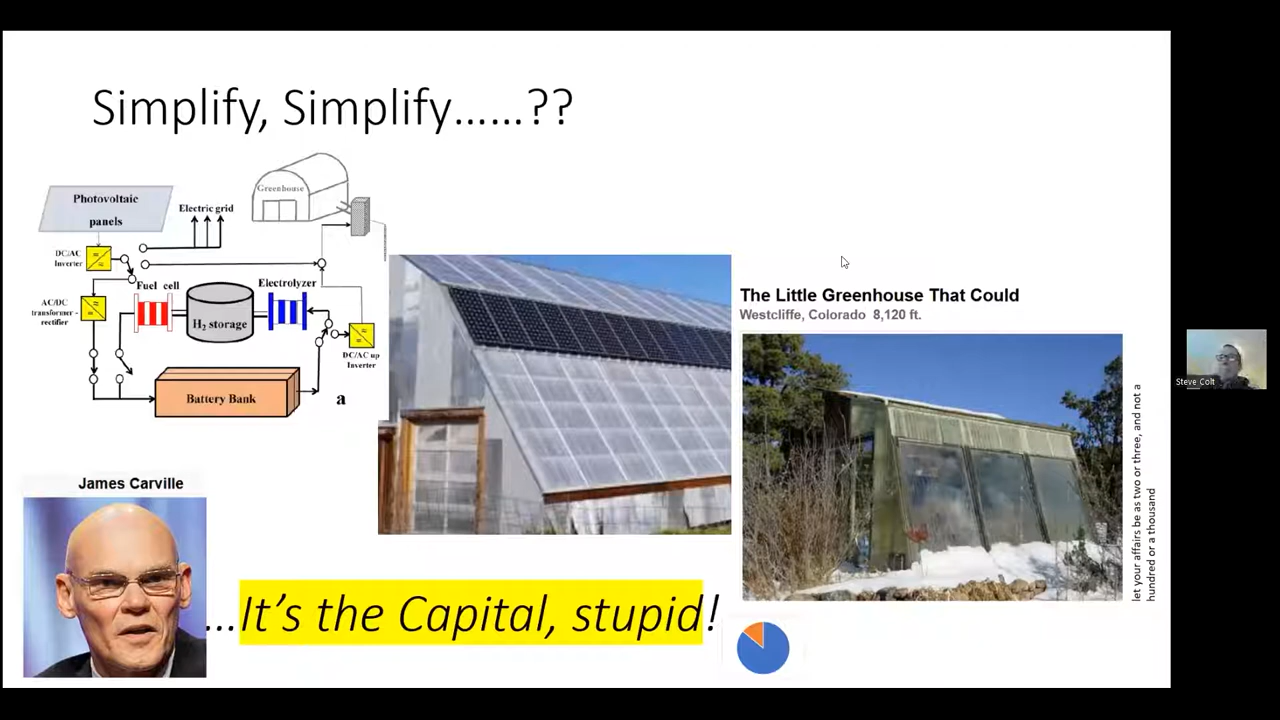 Simplify, Simplify......??
Photovoltaic
panels
Electric grid
Greenhouse
DC/AC
Inverter
Fuel cell
Electrolyzer
AC/DC
transformer -
rectifier
H₂ storage
DC/AC up
Inverter
Battery Bank
a
The Little Greenhouse That Could
Westcliffe, Colorado 8,120 ft.
let your affairs be as two or three, and not a
hundred or a thousand
James Carville
...It's the Capital, stupid!
Steve Colt